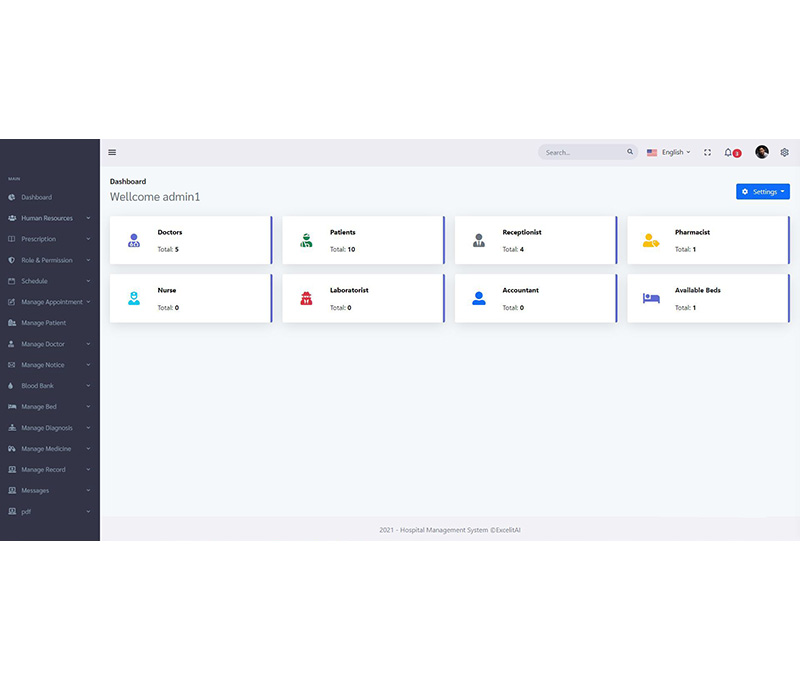 MAIN
Dashboard
Human Resources
Prescription
Role & Permission
Schedule
Manage Appointment
Manage Patient
Manage Doctor
Manage Notice
Blood Bank
Manage Bed
Manage Diagnosis
Manage Medicine
Manage Record
Messages
pdf
Search...
English
3
Dashboard
Wellcome admin1
Settings
Doctors
Total: 5
Patients
Total: 10
Receptionist
Total: 4
Pharmacist
Total: 1
Nurse
Total: 0
Laboratorist
Total: 0
Accountant
Total: 0
Available Beds
Total: 1
2021 - Hospital Management System ©ExcelitAI